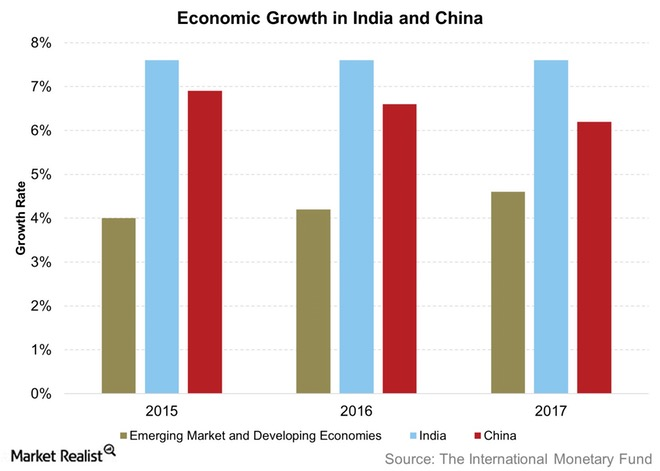 Economic Growth in India and China
8%
7%
6%
5%
4%
3%
2%
1%
0%
Growth Rate
2015 2016 2017
Emerging Market and Developing Economies India China
Market Realist
Source: The International Monetary Fund